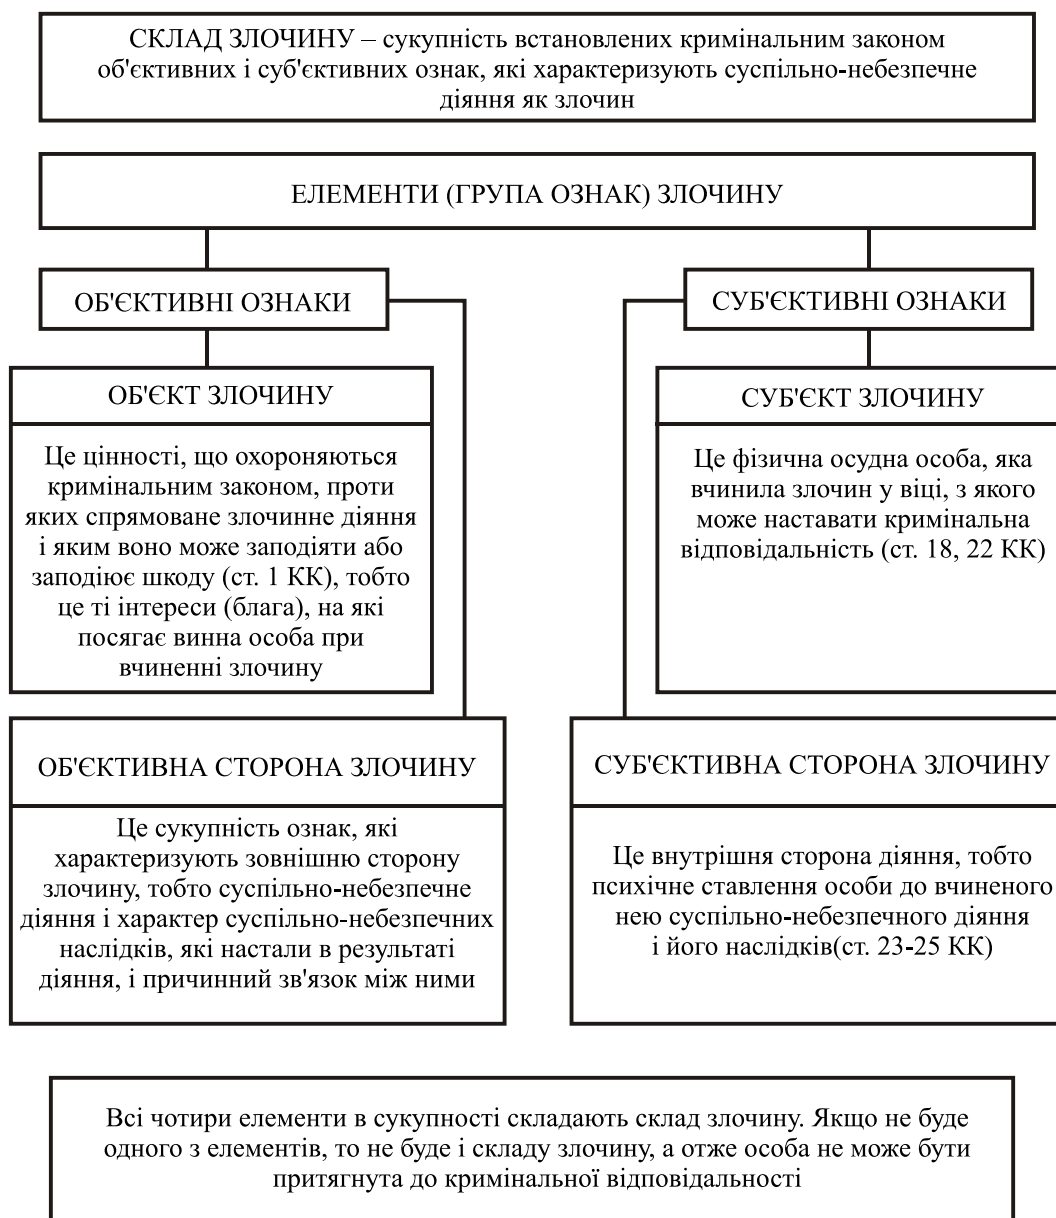 СКЛАД ЗЛОЧИНУ – сукупність встановлених кримінальним законом
об'єктивних і суб'єктивних ознак, які характеризують суспільно-небезпечне
діяння як злочин
ЕЛЕМЕНТИ (ГРУПА ОЗНАК) ЗЛОЧИНУ
ОБ'ЄКТИВНІ ОЗНАКИ
СУБ'ЄКТИВНІ ОЗНАКИ
ОБ'ЄКТ ЗЛОЧИНУ
Це цінності, що охороняються
кримінальним законом, проти
яких спрямоване злочинне діяння
і яким воно може заподіяти або
заподіює шкоду (ст. 1 КК), тобто
це ті інтереси (блага), на які
посягає винна особа при
вчиненні злочину
СУБ'ЄКТ ЗЛОЧИНУ
Це фізична осудна особа, яка
вчинила злочин у віці, з якого
може наставати кримінальна
відповідальність (ст. 18, 22 КК)
ОБ'ЄКТИВНА СТОРОНА ЗЛОЧИНУ
Це сукупність ознак, які
характеризують зовнішню сторону
злочину, тобто суспільно-небезпечне
діяння і характер суспільно-небезпечних
наслідків, які настали в результаті
діяння, і причинний зв'язок між ними
СУБ'ЄКТИВНА СТОРОНА ЗЛОЧИНУ
Це внутрішня сторона діяння, тобто
психічне ставлення особи до вчиненого
нею суспільно-небезпечного діяння
і його наслідків(ст. 23-25 КК)
Всі чотири елементи в сукупності складають склад злочину. Якщо не буде
одного з елементів, то не буде і складу злочину, а отже особа не може бути
притягнута до кримінальної відповідальності